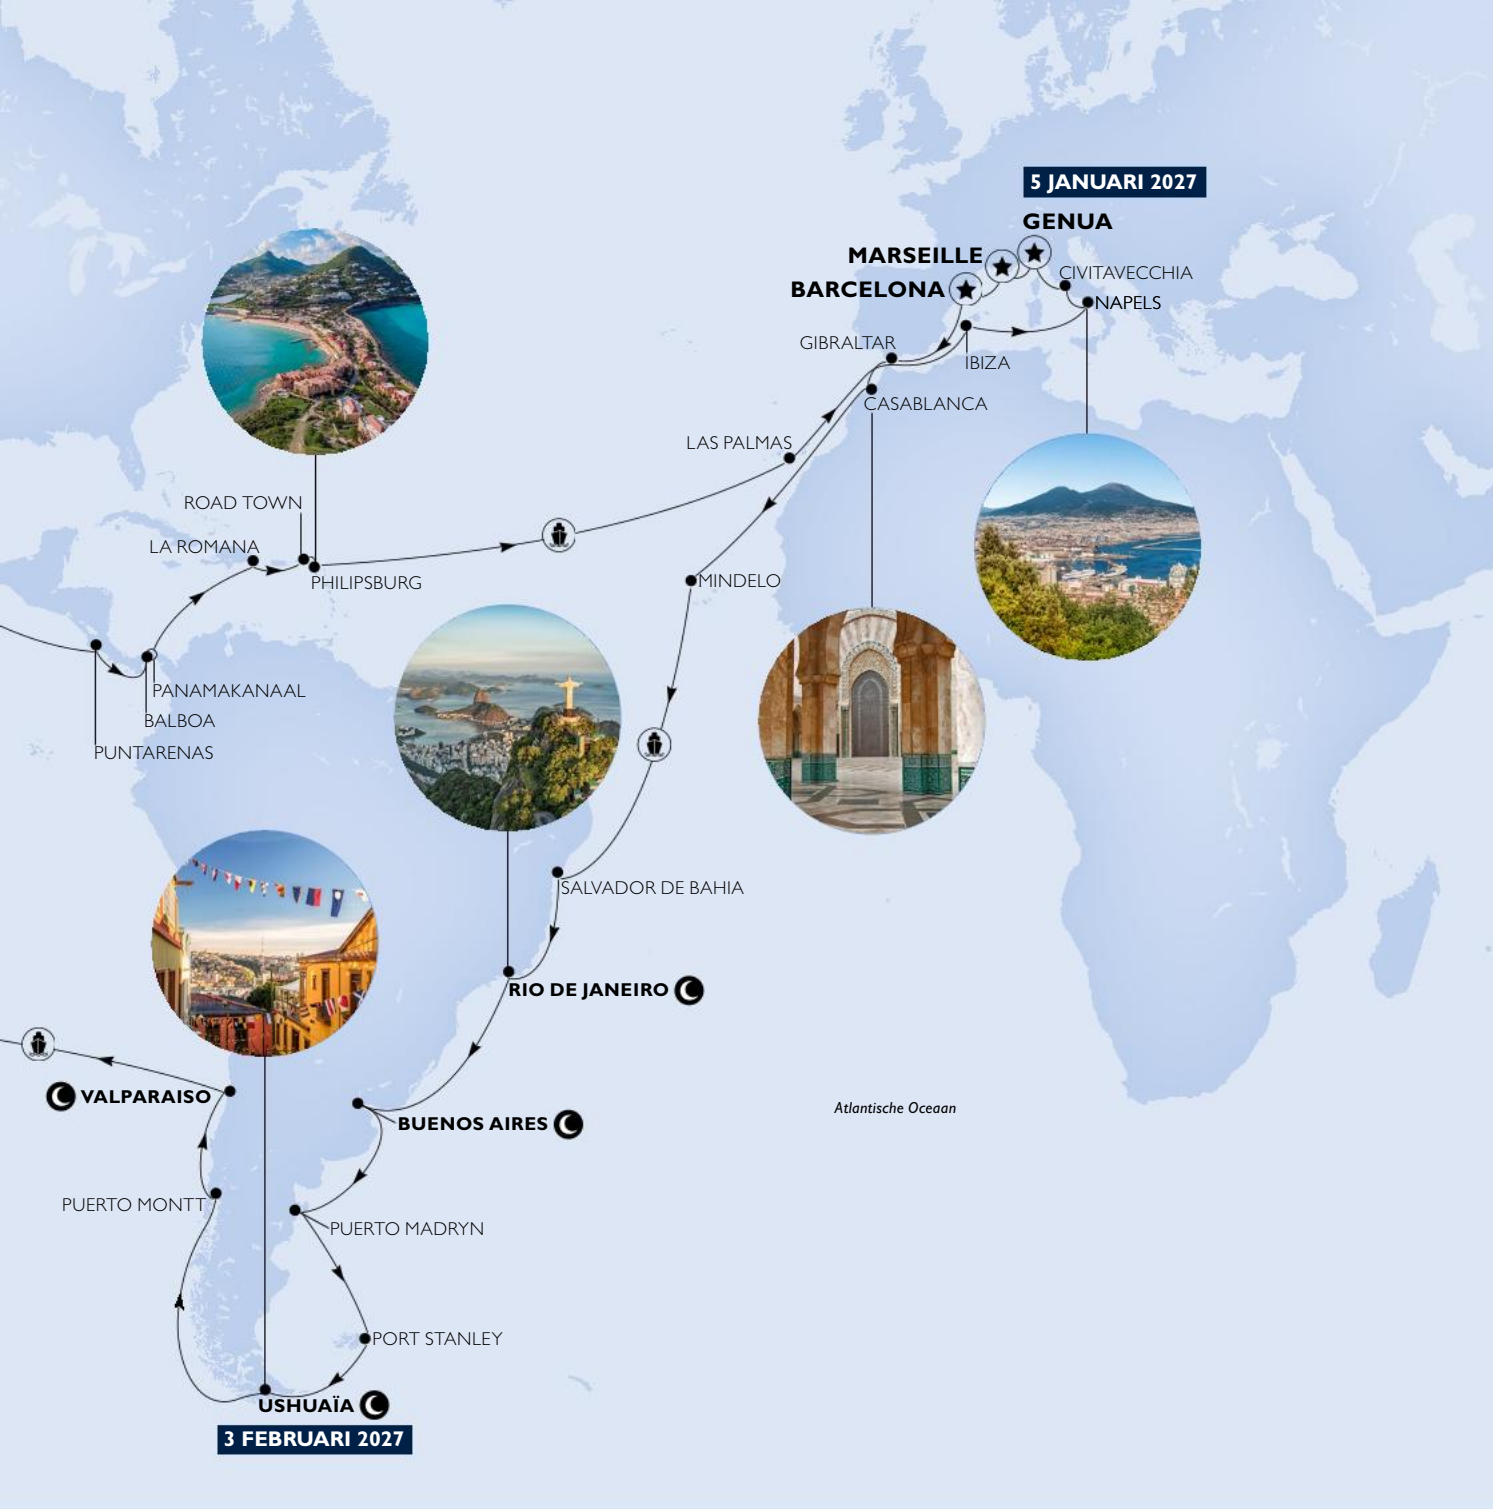 5 JANUARI 2027
GENUA
MARSEILLE
CIVITAVECCHIA
BARCELONA
NAPELS
GIBRALTAR
IBIZA
CASABLANCA
LAS PALMAS
ROAD TOWN
LA ROMANA
PHILIPSBURG
MINDELO
PANAMAKANAAL
BALBOA
PUNTARENAS
SALVADOR DE BAHIA
RIO DE JANEIRO
VALPARAISO
BUENOS AIRES
Atlantische Oceaan
PUERTO MONTT
PUERTO MADRYN
PORT STANLEY
USHUAÏA
3 FEBRUARI 2027